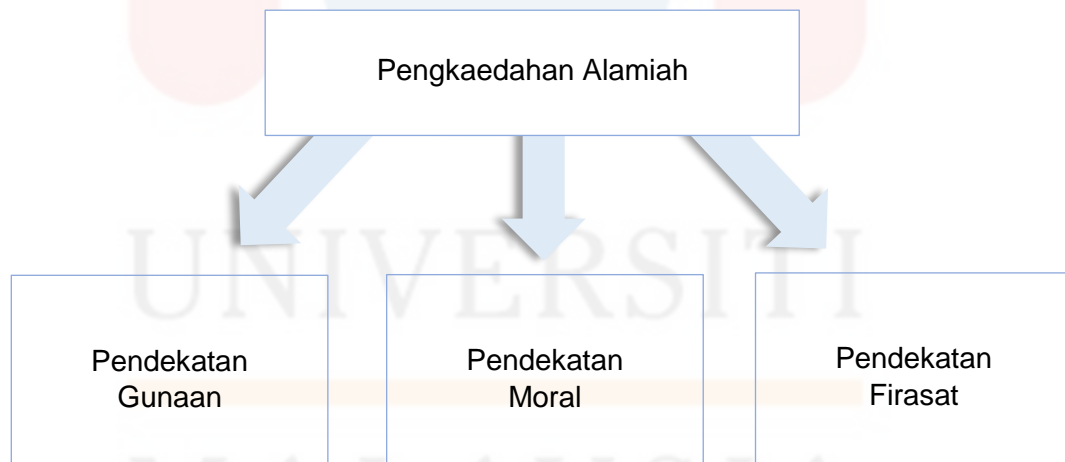 Pengkaedahan Alamiah
UNIVERSITI
Pendekatan
Gunaan
Pendekatan
Moral
Pendekatan
Firasat